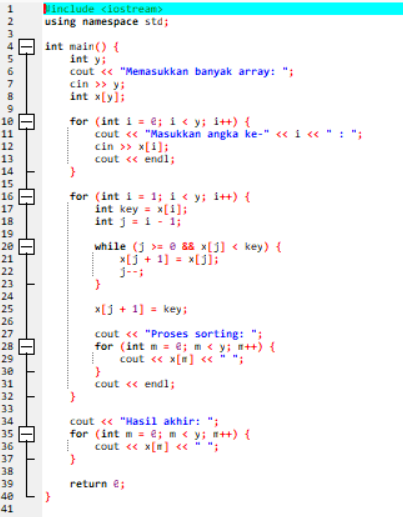 1 #include <iostream>
2 using namespace std;
3
4 int main() {
5 int y;
6 cout << "Memasukkan banyak array: ";
7 cin >> y;
8 int x[y];
9
10 for (int i = 0; i < y; i++) {
11 cout << "Masukkan angka ke-" << i << " : ";
12 cin >> x[i];
13 cout << endl;
14 }
15
16 for (int i = 1; i < y; i++) {
17 int key = x[i];
18 int j = i - 1;
19
20 while (j >= 0 && x[j] < key) {
21 x[j + 1] = x[j];
22 j--;
23 }
24
25 x[j + 1] = key;
26
27 cout << "Proses sorting: ";
28 for (int m = 0; m < y; m++) {
29 cout << x[m] << " ";
30 }
31 cout << endl;
32 }
33
34 cout << "Hasil akhir: ";
35 for (int m = 0; m < y; m++) {
36 cout << x[m] << " ";
37 }
38
39 return 0;
40 }
41